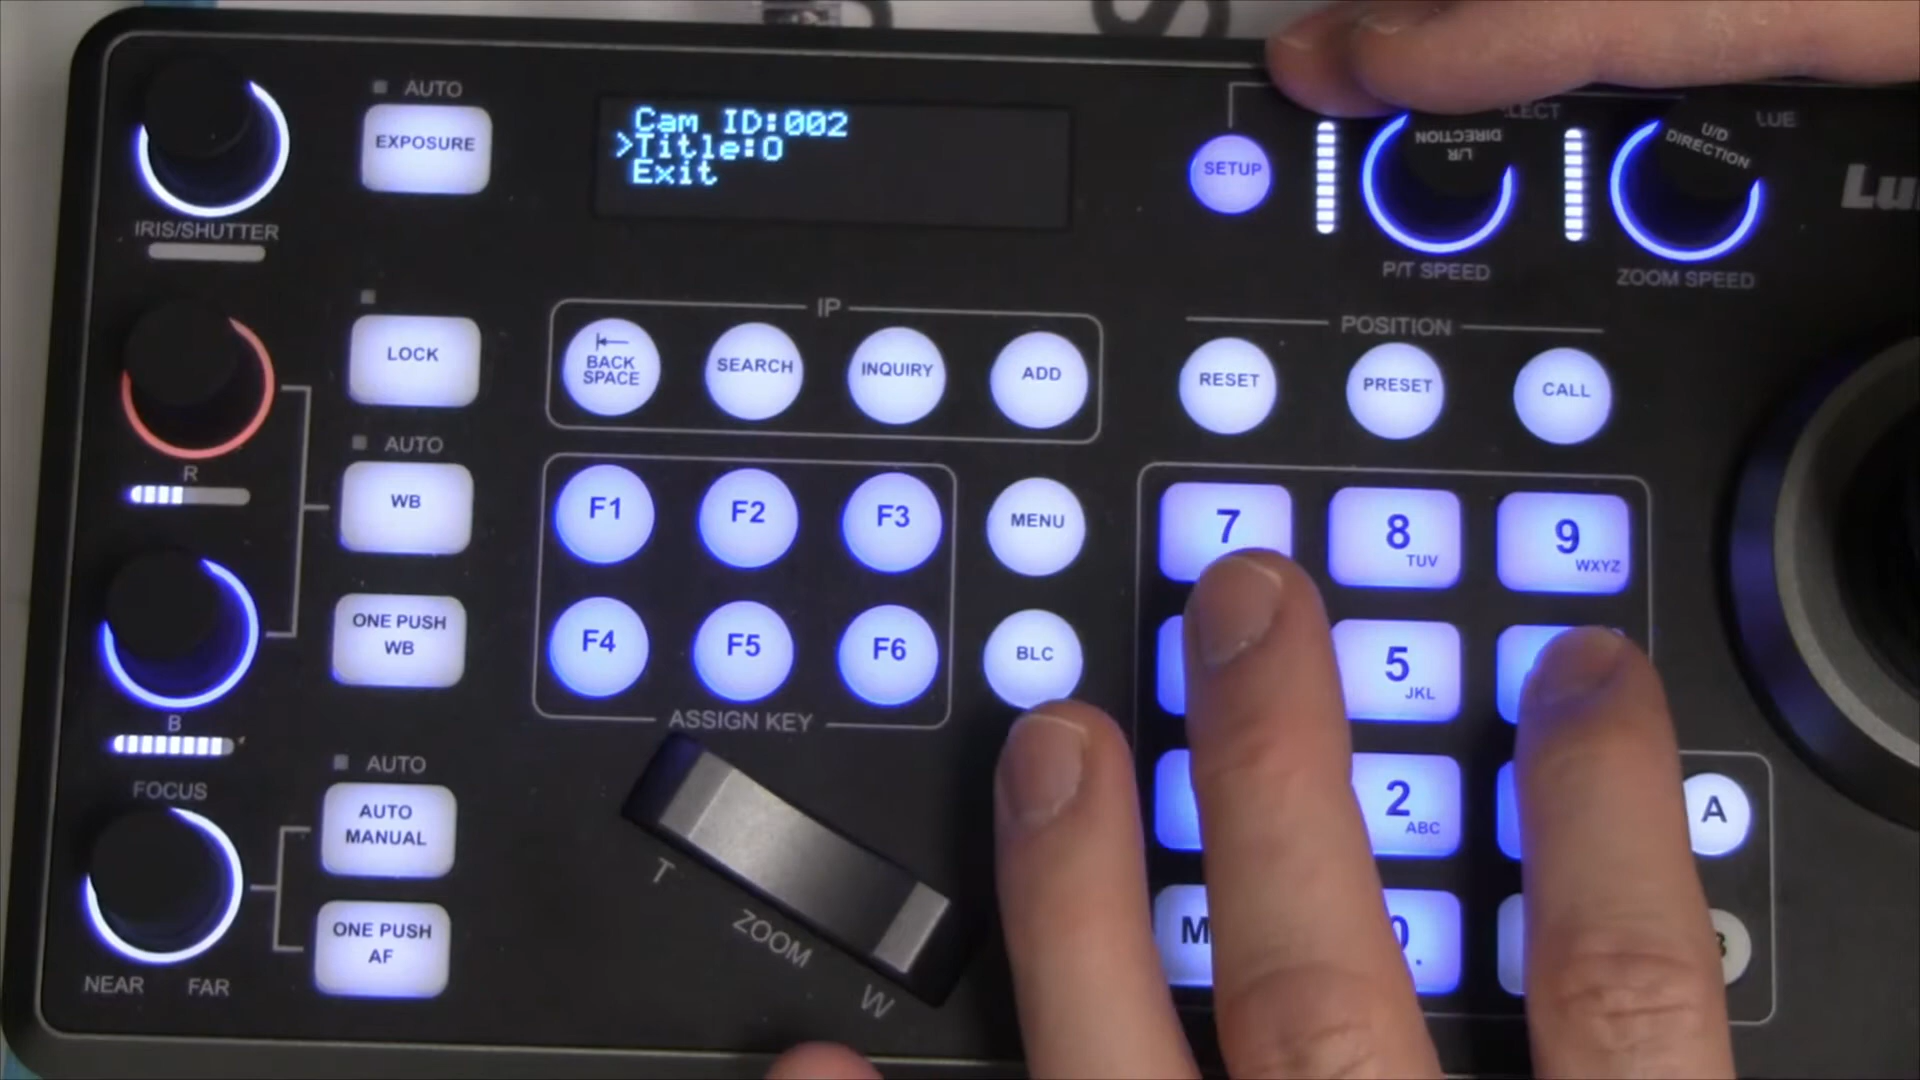 AUTO
EXPOSURE
IRIS/SHUTTER
Cam ID:002
>Title:O
Exit
SETUP
L/R
DIRECTION
P/T SPEED
U/D
DIRECTION
ZOOM SPEED
LOCK
R
AUTO
WB
ONE PUSH
WB
B
FOCUS
AUTO
AUTO
MANUAL
ONE PUSH
AF
NEAR FAR
IP
BACK
SPACE
SEARCH
INQUIRY
ADD
F1
F2
F3
F4
F5
F6
ASSIGN KEY
MENU
BLC
T
ZOOM
W
POSITION
RESET
PRESET
CALL
7
8
TUV
9
WXYZ
5
JKL
2
ABC
A